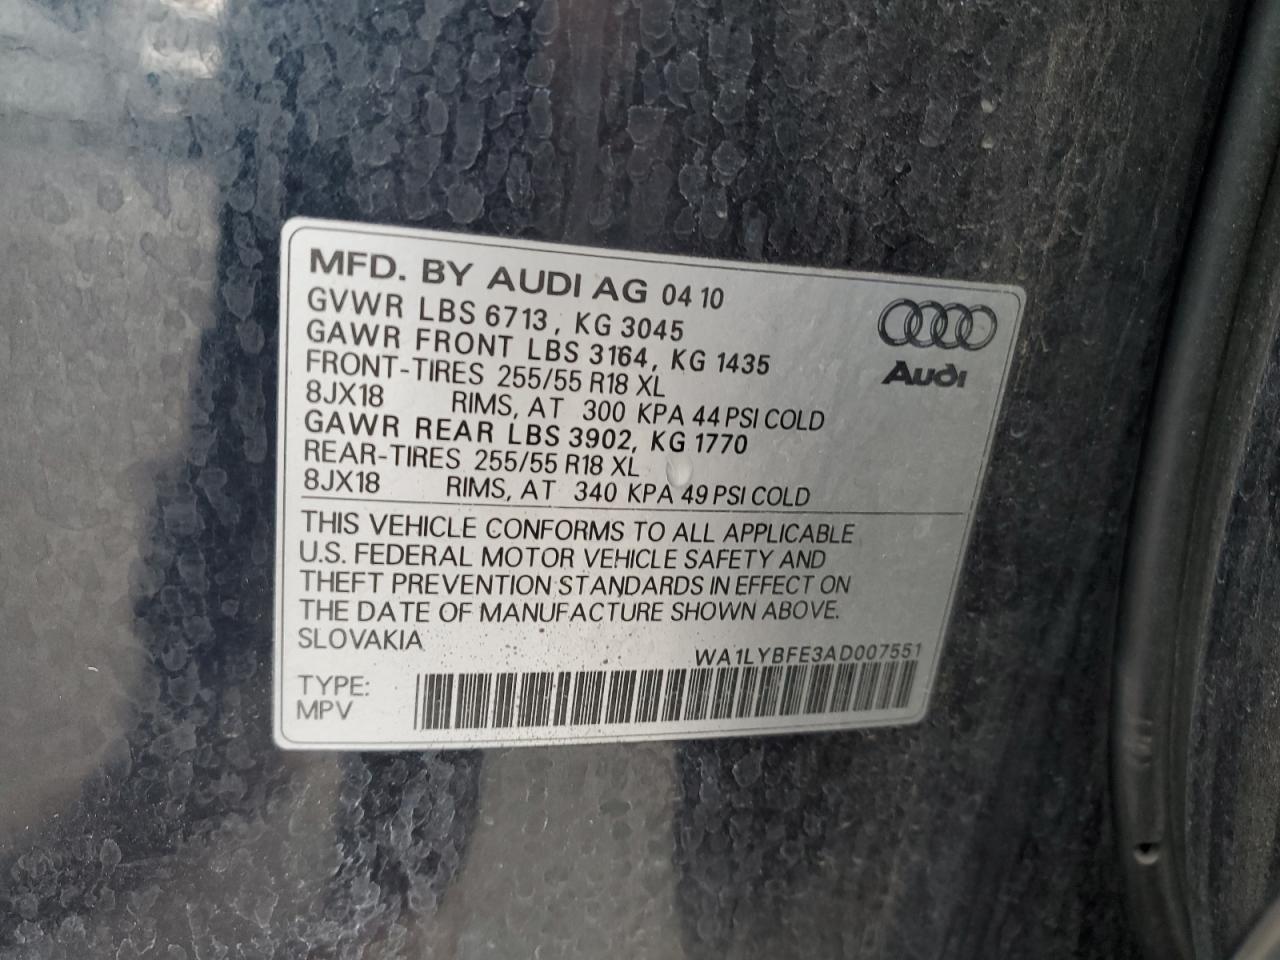 MFD. BY AUDI AG 04 10
GVWR LBS 6713, KG 3045
GAWR FRONT LBS 3164, KG 1435
FRONT-TIRES 255/55 R18 XL
8JX18 RIMS, AT 300 KPA 44 PSI COLD
GAWR REAR LBS 3902, KG 1770
REAR-TIRES 255/55 R18 XL
8JX18 RIMS, AT 340 KPA 49 PSI COLD
Audi
THIS VEHICLE CONFORMS TO ALL APPLICABLE
U.S. FEDERAL MOTOR VEHICLE SAFETY AND
THEFT PREVENTION STANDARDS IN EFFECT ON
THE DATE OF MANUFACTURE SHOWN ABOVE.
SLOVAKIA
WA1LYBFE3AD007551
TYPE:
MPV